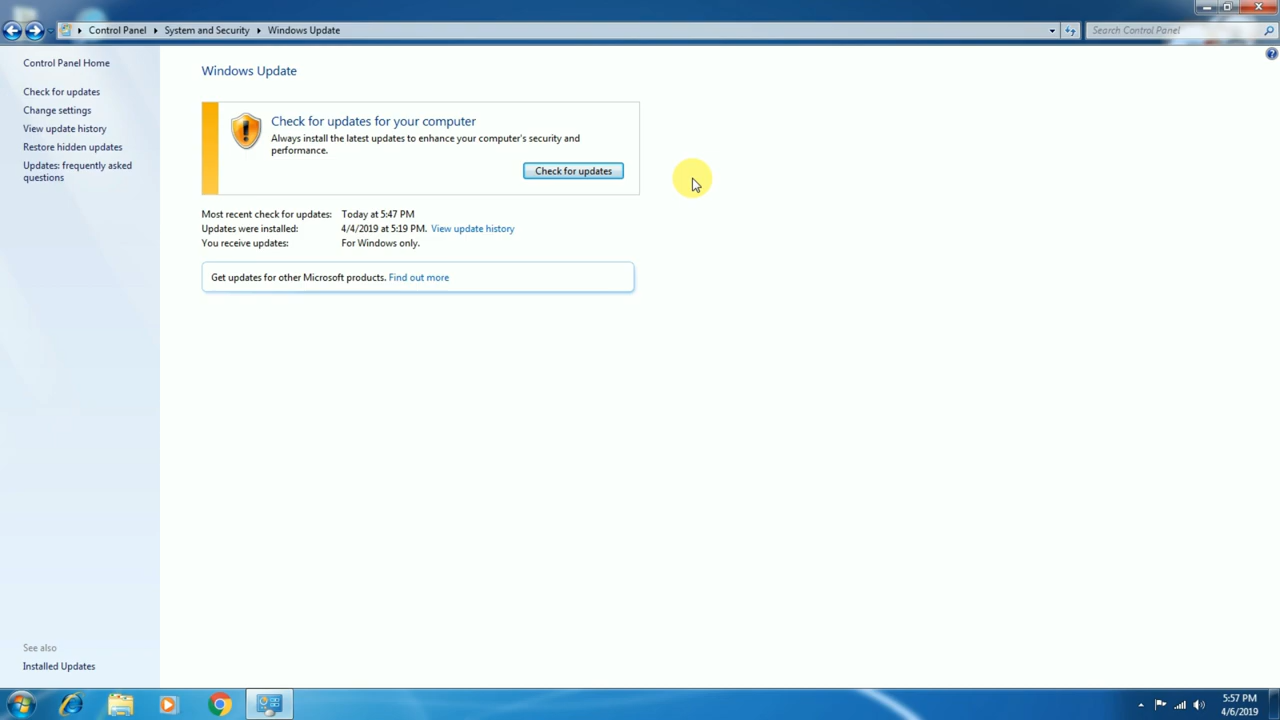 Control Panel System and Security Windows Update
Search Control Panel
Control Panel Home
Check for updates
Change settings
View update history
Restore hidden updates
Updates: frequently asked
questions
See also
Installed Updates
Windows Update
Check for updates for your computer
Always install the latest updates to enhance your computer's security and
performance.
Check for updates
Most recent check for updates: Today at 5:47 PM
Updates were installed: 4/4/2019 at 5:19 PM. View update history
You receive updates: For Windows only.
Get updates for other Microsoft products. Find out more
5:57 PM
4/6/2019